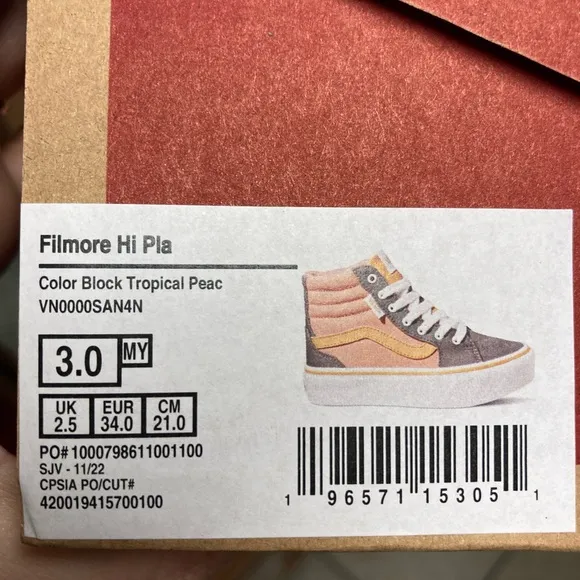 Filmore Hi Pla
Color Block Tropical Peac
VN0000SAN4N
3.0 MY
UK EUR CM
2.5 34.0 21.0
PO# 1000798611001100
SJV - 11/22
CPSIA PO/CUT#
420019415700100
1 96571 15305 1